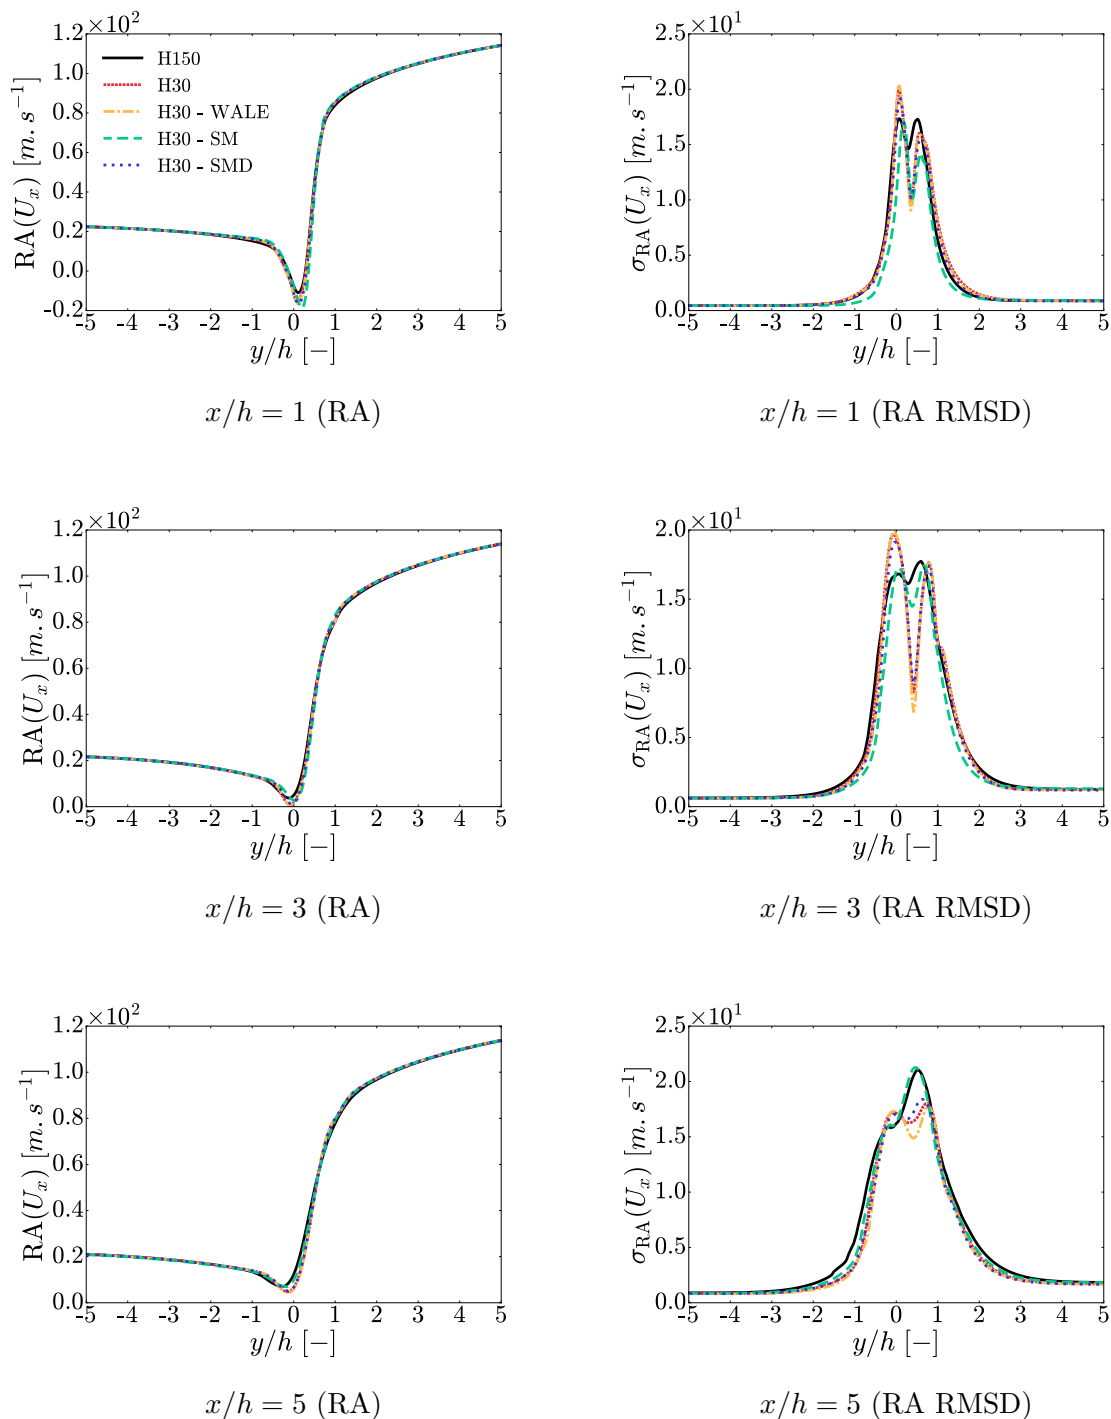 1.2×10²
1.0
0.8
0.6
0.4
0.2
0.0
-0.2
RA(Uₓ) [m.s⁻¹]
H150
H30
H30 - WALE
H30 - SM
H30 - SMD
-5 -4 -3 -2 -1 0 1 2 3 4 5
y/h [−]
x/h = 1 (RA)
2.5×10¹
2.0
1.5
1.0
0.5
0.0
σRA(Uₓ) [m.s⁻¹]
-5 -4 -3 -2 -1 0 1 2 3 4 5
y/h [−]
x/h = 1 (RA RMSD)
1.2×10²
1.0
0.8
0.6
0.4
0.2
0.0
RA(Uₓ) [m.s⁻¹]
-5 -4 -3 -2 -1 0 1 2 3 4 5
y/h [−]
x/h = 3 (RA)
2.0×10¹
1.5
1.0
0.5
0.0
σRA(Uₓ) [m.s⁻¹]
-5 -4 -3 -2 -1 0 1 2 3 4 5
y/h [−]
x/h = 3 (RA RMSD)
1.2×10²
1.0
0.8
0.6
0.4
0.2
0.0
RA(Uₓ) [m.s⁻¹]
-5 -4 -3 -2 -1 0 1 2 3 4 5
y/h [−]
x/h = 5 (RA)
2.5×10¹
2.0
1.5
1.0
0.5
0.0
σRA(Uₓ) [m.s⁻¹]
-5 -4 -3 -2 -1 0 1 2 3 4 5
y/h [−]
x/h = 5 (RA RMSD)